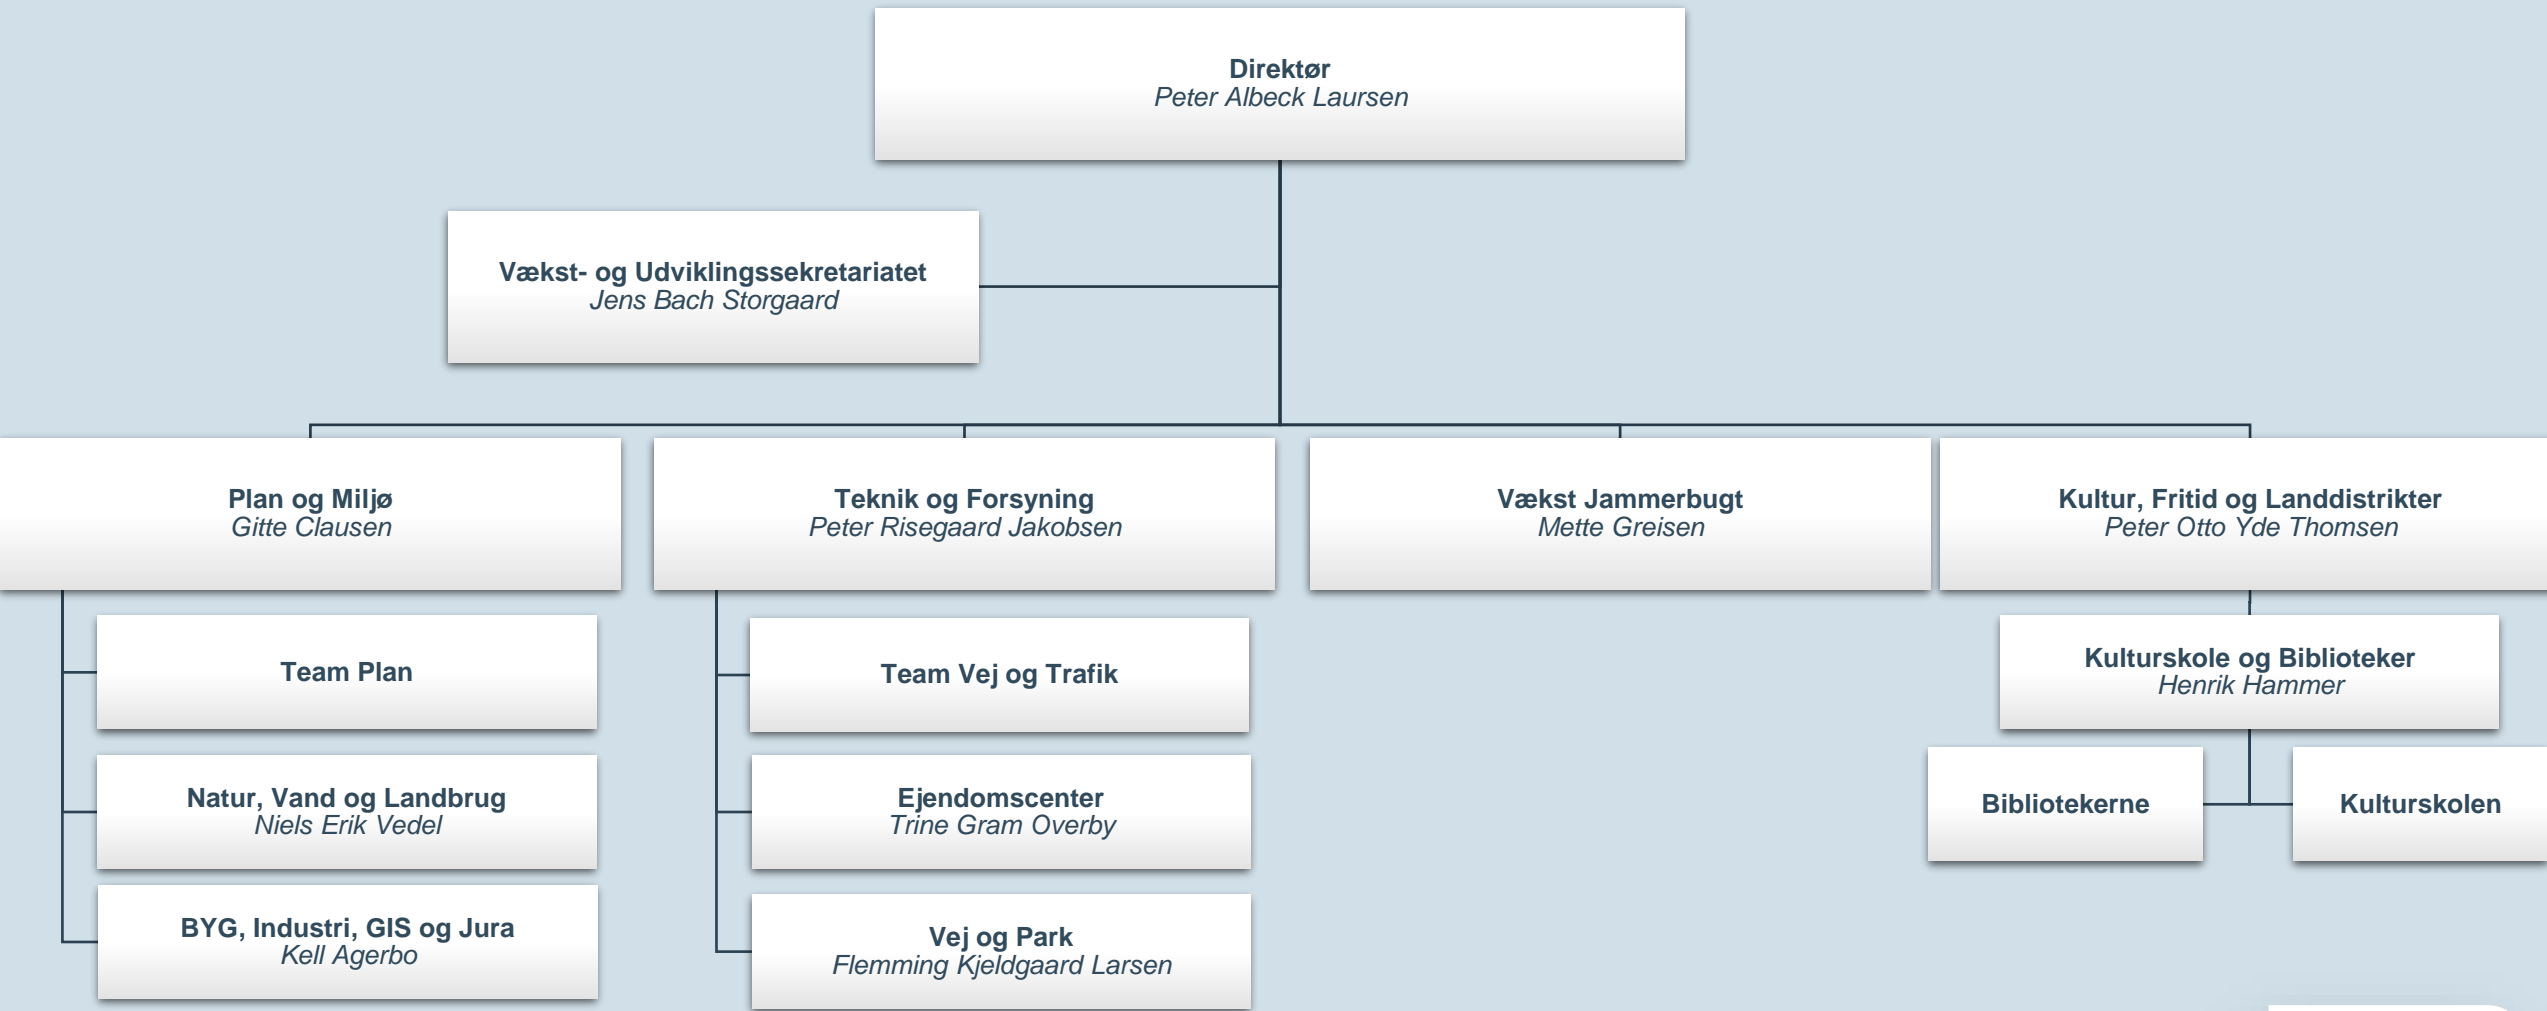 Direktør
Peter Albeck Laursen
Vækst- og Udviklingssekretariatet
Jens Bach Storgaard
Plan og Miljø
Gitte Clausen
Teknik og Forsyning
Peter Risegaard Jakobsen
Vækst Jammerbugt
Mette Greisen
Kultur, Fritid og Landdistrikter
Peter Otto Yde Thomsen
Team Plan
Natur, Vand og Landbrug
Niels Erik Vedel
BYG, Industri, GIS og Jura
Kell Agerbo
Team Vej og Trafik
Ejendomscenter
Trine Gram Overby
Vej og Park
Flemming Kjeldgaard Larsen
Kulturskole og Biblioteker
Henrik Hammer
Bibliotekerne
Kulturskolen